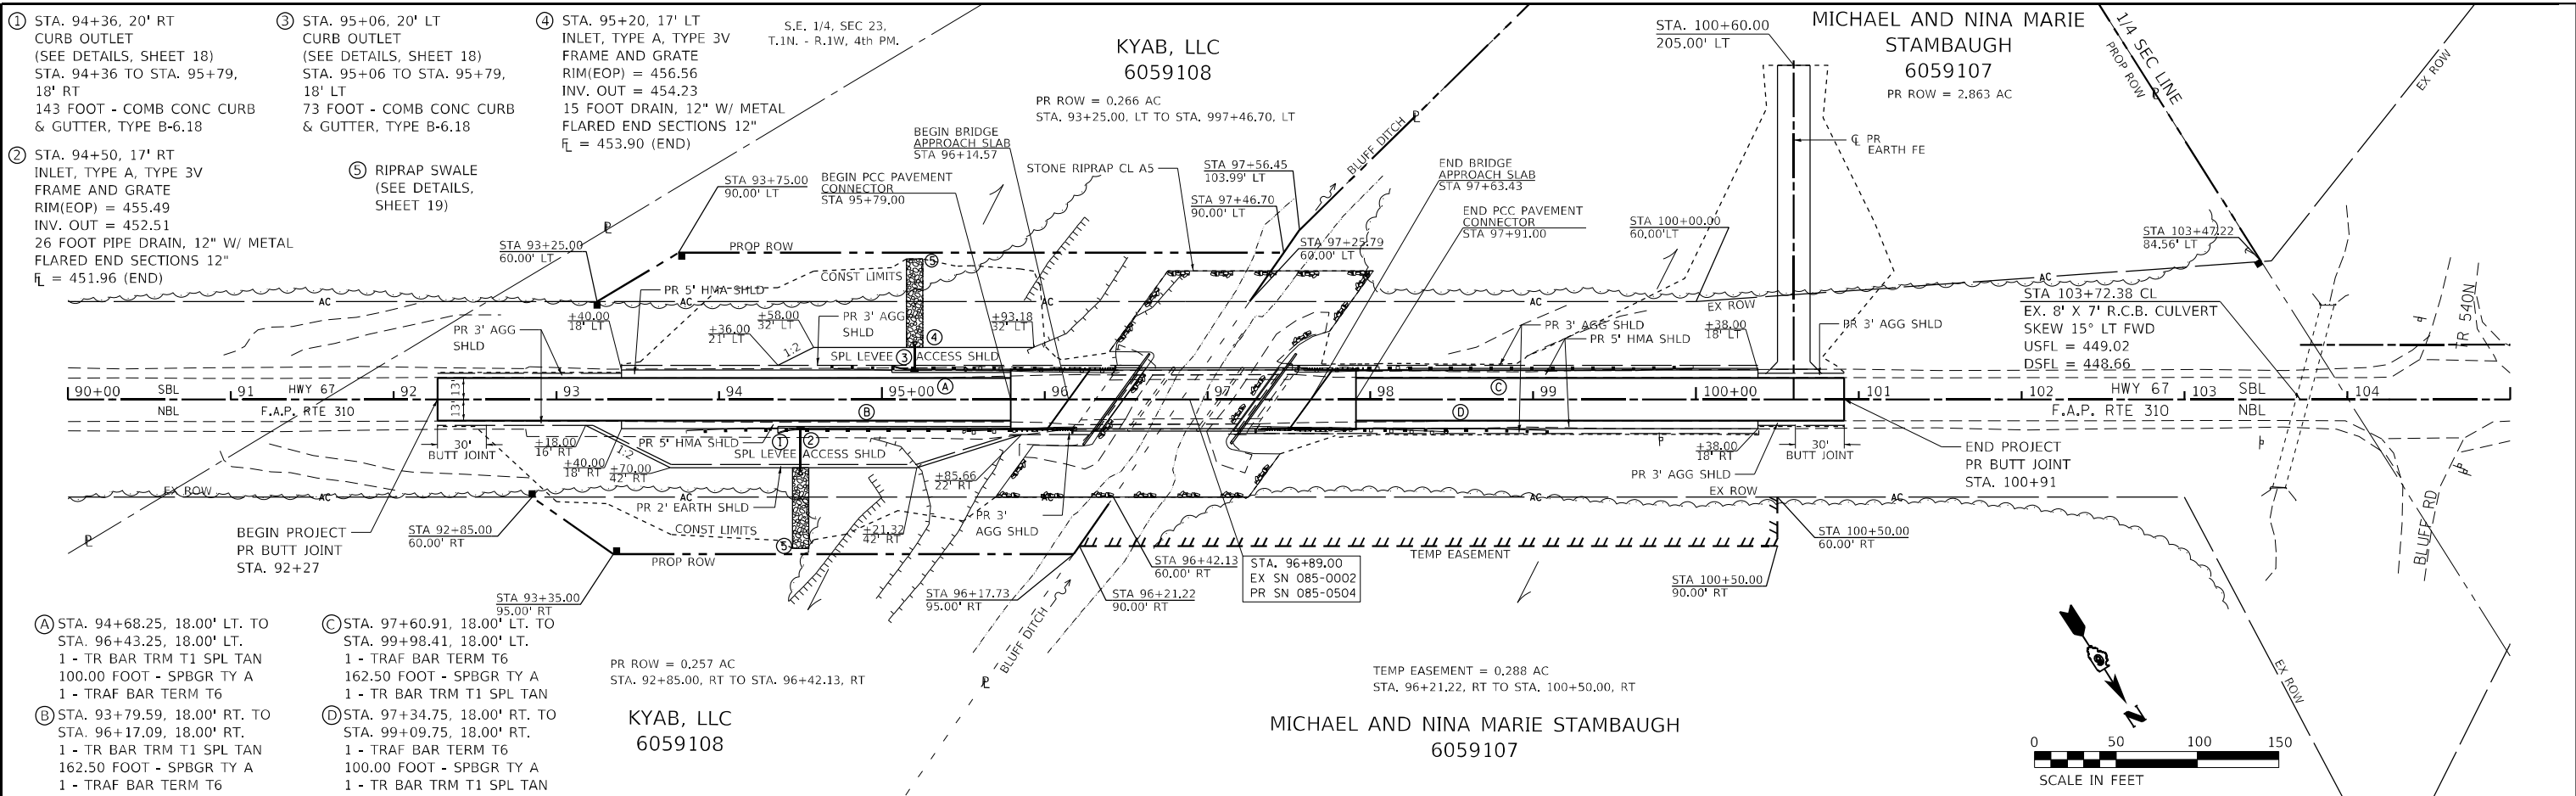 ① STA. 94+36, 20' RT
CURB OUTLET
(SEE DETAILS, SHEET 18)
STA. 94+36 TO STA. 95+79,
18' RT
143 FOOT - COMB CONC CURB
& GUTTER, TYPE B-6.18
② STA. 94+50, 17' RT
INLET, TYPE A, TYPE 3V
FRAME AND GRATE
RIM(EOP) = 455.49
INV. OUT = 452.51
26 FOOT PIPE DRAIN, 12" W/ METAL
FLARED END SECTIONS 12"
FL = 451.96 (END)
③ STA. 95+06, 20' LT
CURB OUTLET
(SEE DETAILS, SHEET 18)
STA. 95+06 TO STA. 95+79,
18' LT
73 FOOT - COMB CONC CURB
& GUTTER, TYPE B-6.18
④ STA. 95+20, 17' LT
INLET, TYPE A, TYPE 3V
FRAME AND GRATE
RIM(EOP) = 456.56
INV. OUT = 454.23
15 FOOT DRAIN, 12" W/ METAL
FLARED END SECTIONS 12"
FL = 453.90 (END)
⑤ RIPRAP SWALE
(SEE DETAILS,
SHEET 19)
S.E. 1/4, SEC 23,
T.1N. - R.1W, 4th PM.
KYAB, LLC
6059108
PR ROW = 0.266 AC
STA. 93+25.00, LT TO STA. 997+46.70, LT
STA. 100+60.00
205.00' LT
MICHAEL AND NINA MARIE
STAMBAUGH
6059107
PR ROW = 2.863 AC
1/4 SEC LINE
PROP ROW
PL
EX ROW
BEGIN BRIDGE
APPROACH SLAB
STA 96+14.57
BEGIN PCC PAVEMENT
CONNECTOR
STA 95+79.00
STONE RIPRAP CL A5
STA 97+56.45
103.99' LT
STA 97+46.70
90.00' LT
BLUFF DITCH
PL
END BRIDGE
APPROACH SLAB
STA 97+63.43
END PCC PAVEMENT
CONNECTOR
STA 97+91.00
STA 97+25.79
60.00' LT
STA 100+00.00
60.00'LT
CL PR
EARTH FE
STA 103+47.22
84.56' LT
STA 93+75.00
90.00' LT
STA 93+25.00
60.00' LT
PL
PROP ROW
CONST LIMITS
⑤
AC
AC
AC
AC
AC
EX ROW
PR 5' HMA SHLD
PR 3' AGG
SHLD
+40.00
18' LT
+36.00
21' LT
+58.00
32' LT
1:2
PR 3' AGG
SHLD
+93.18
32' LT
④
SPL LEVEE ③ ACCESS SHLD
PR 3' AGG SHLD
PR 5' HMA SHLD
+38.00
18' LT
PR 3' AGG SHLD
STA 103+72.38 CL
EX. 8' X 7' R.C.B. CULVERT
SKEW 15° LT FWD
USFL = 449.02
DSFL = 448.66
TR 540N
90+00
SBL
91
HWY 67
92
93
94
95+00
Ⓐ
96
97
98
Ⓒ
99
100+00
101
102
HWY 67
103
SBL
104
NBL
F.A.P. RTE 310
13' 13'
Ⓑ
Ⓓ
F.A.P. RTE 310
NBL
30'
BUTT JOINT
+18.00
16' RT
1:2
+40.00
18' RT
+70.00
42' RT
PR 5' HMA SHLD
① ②
SPL LEVEE ACCESS SHLD
+85.66
22' RT
PR 2' EARTH SHLD
+21.32
42' RT
PR 3'
AGG SHLD
+38.00
18' RT
30'
BUTT JOINT
PR 3' AGG SHLD
END PROJECT
PR BUTT JOINT
STA. 100+91
EX ROW
AC
AC
AC
EX ROW
AC
BEGIN PROJECT
PR BUTT JOINT
STA. 92+27
PL
STA 92+85.00
60.00' RT
CONST LIMITS
⑤
PROP ROW
STA 93+35.00
95.00' RT
STA 96+17.73
95.00' RT
STA 96+42.13
60.00' RT
STA 96+21.22
90.00' RT
STA. 96+89.00
EX SN 085-0002
PR SN 085-0504
TEMP EASEMENT
STA 100+50.00
60.00' RT
STA 100+50.00
90.00' RT
BLUFF RD
BLUFF DITCH
PL
EX ROW
Ⓐ STA. 94+68.25, 18.00' LT. TO
STA. 96+43.25, 18.00' LT.
1 - TR BAR TRM T1 SPL TAN
100.00 FOOT - SPBGR TY A
1 - TRAF BAR TERM T6
Ⓑ STA. 93+79.59, 18.00' RT. TO
STA. 96+17.09, 18.00' RT.
1 - TR BAR TRM T1 SPL TAN
162.50 FOOT - SPBGR TY A
1 - TRAF BAR TERM T6
Ⓒ STA. 97+60.91, 18.00' LT. TO
STA. 99+98.41, 18.00' LT.
1 - TRAF BAR TERM T6
162.50 FOOT - SPBGR TY A
1 - TR BAR TRM T1 SPL TAN
Ⓓ STA. 97+34.75, 18.00' RT. TO
STA. 99+09.75, 18.00' RT.
1 - TRAF BAR TERM T6
100.00 FOOT - SPBGR TY A
1 - TR BAR TRM T1 SPL TAN
PR ROW = 0.257 AC
STA. 92+85.00, RT TO STA. 96+42.13, RT
KYAB, LLC
6059108
TEMP EASEMENT = 0.288 AC
STA. 96+21.22, RT TO STA. 100+50.00, RT
MICHAEL AND NINA MARIE STAMBAUGH
6059107
N
0 50 100 150
SCALE IN FEET